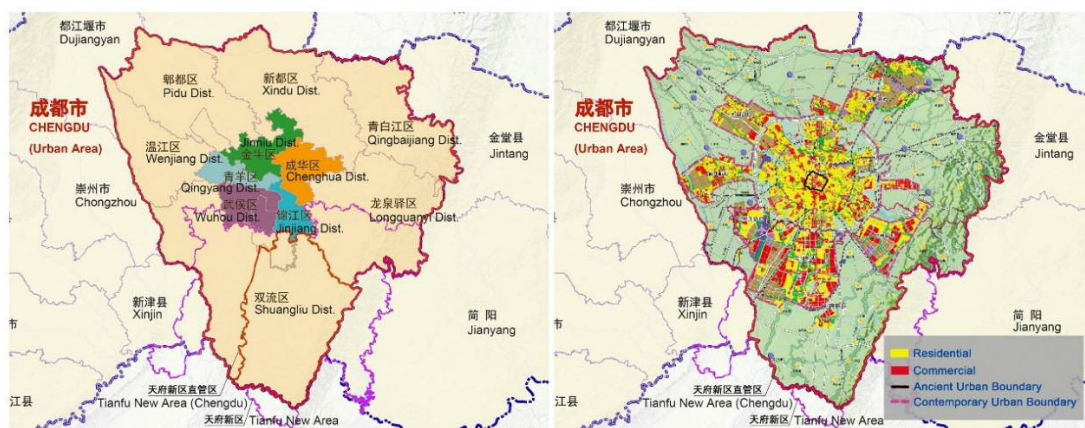 都江堰市
Dujiangyan
郫都区
Pidu Dist.
新都区
Xindu Dist.
成都市
CHENGDU
(Urban Area)
青白江区
Qingbaijiang Dist.
金堂县
Jintang
温江区
Wenjiang Dist.
Jinniu Dist.
金牛区
成华区
Chenghua Dist.
崇州市
Chongzhou
青羊区
Qingyang Dist.
武侯区
Wuhou Dist.
锦江区
Jinjiang Dist.
龙泉驿区
Longquanyi Dist.
新津县
Xinjin
双流区
Shuangliu Dist.
简阳
Jianyang
市
江县
天府新区直管区
Tianfu New Area (Chengdu)
天府新区
Tianfu New Area
都江堰市
Dujiangyan
成都市
CHENGDU
(Urban Area)
金堂县
Jintang
崇州市
Chongzhou
新津县
Xinjin
简阳
Jianyang
市
江县
天府新区直管区
Tianfu New Area (Chengdu)
天府新区
Tianfu New Area
Residential
Commercial
Ancient Urban Boundary
Contemporary Urban Boundary